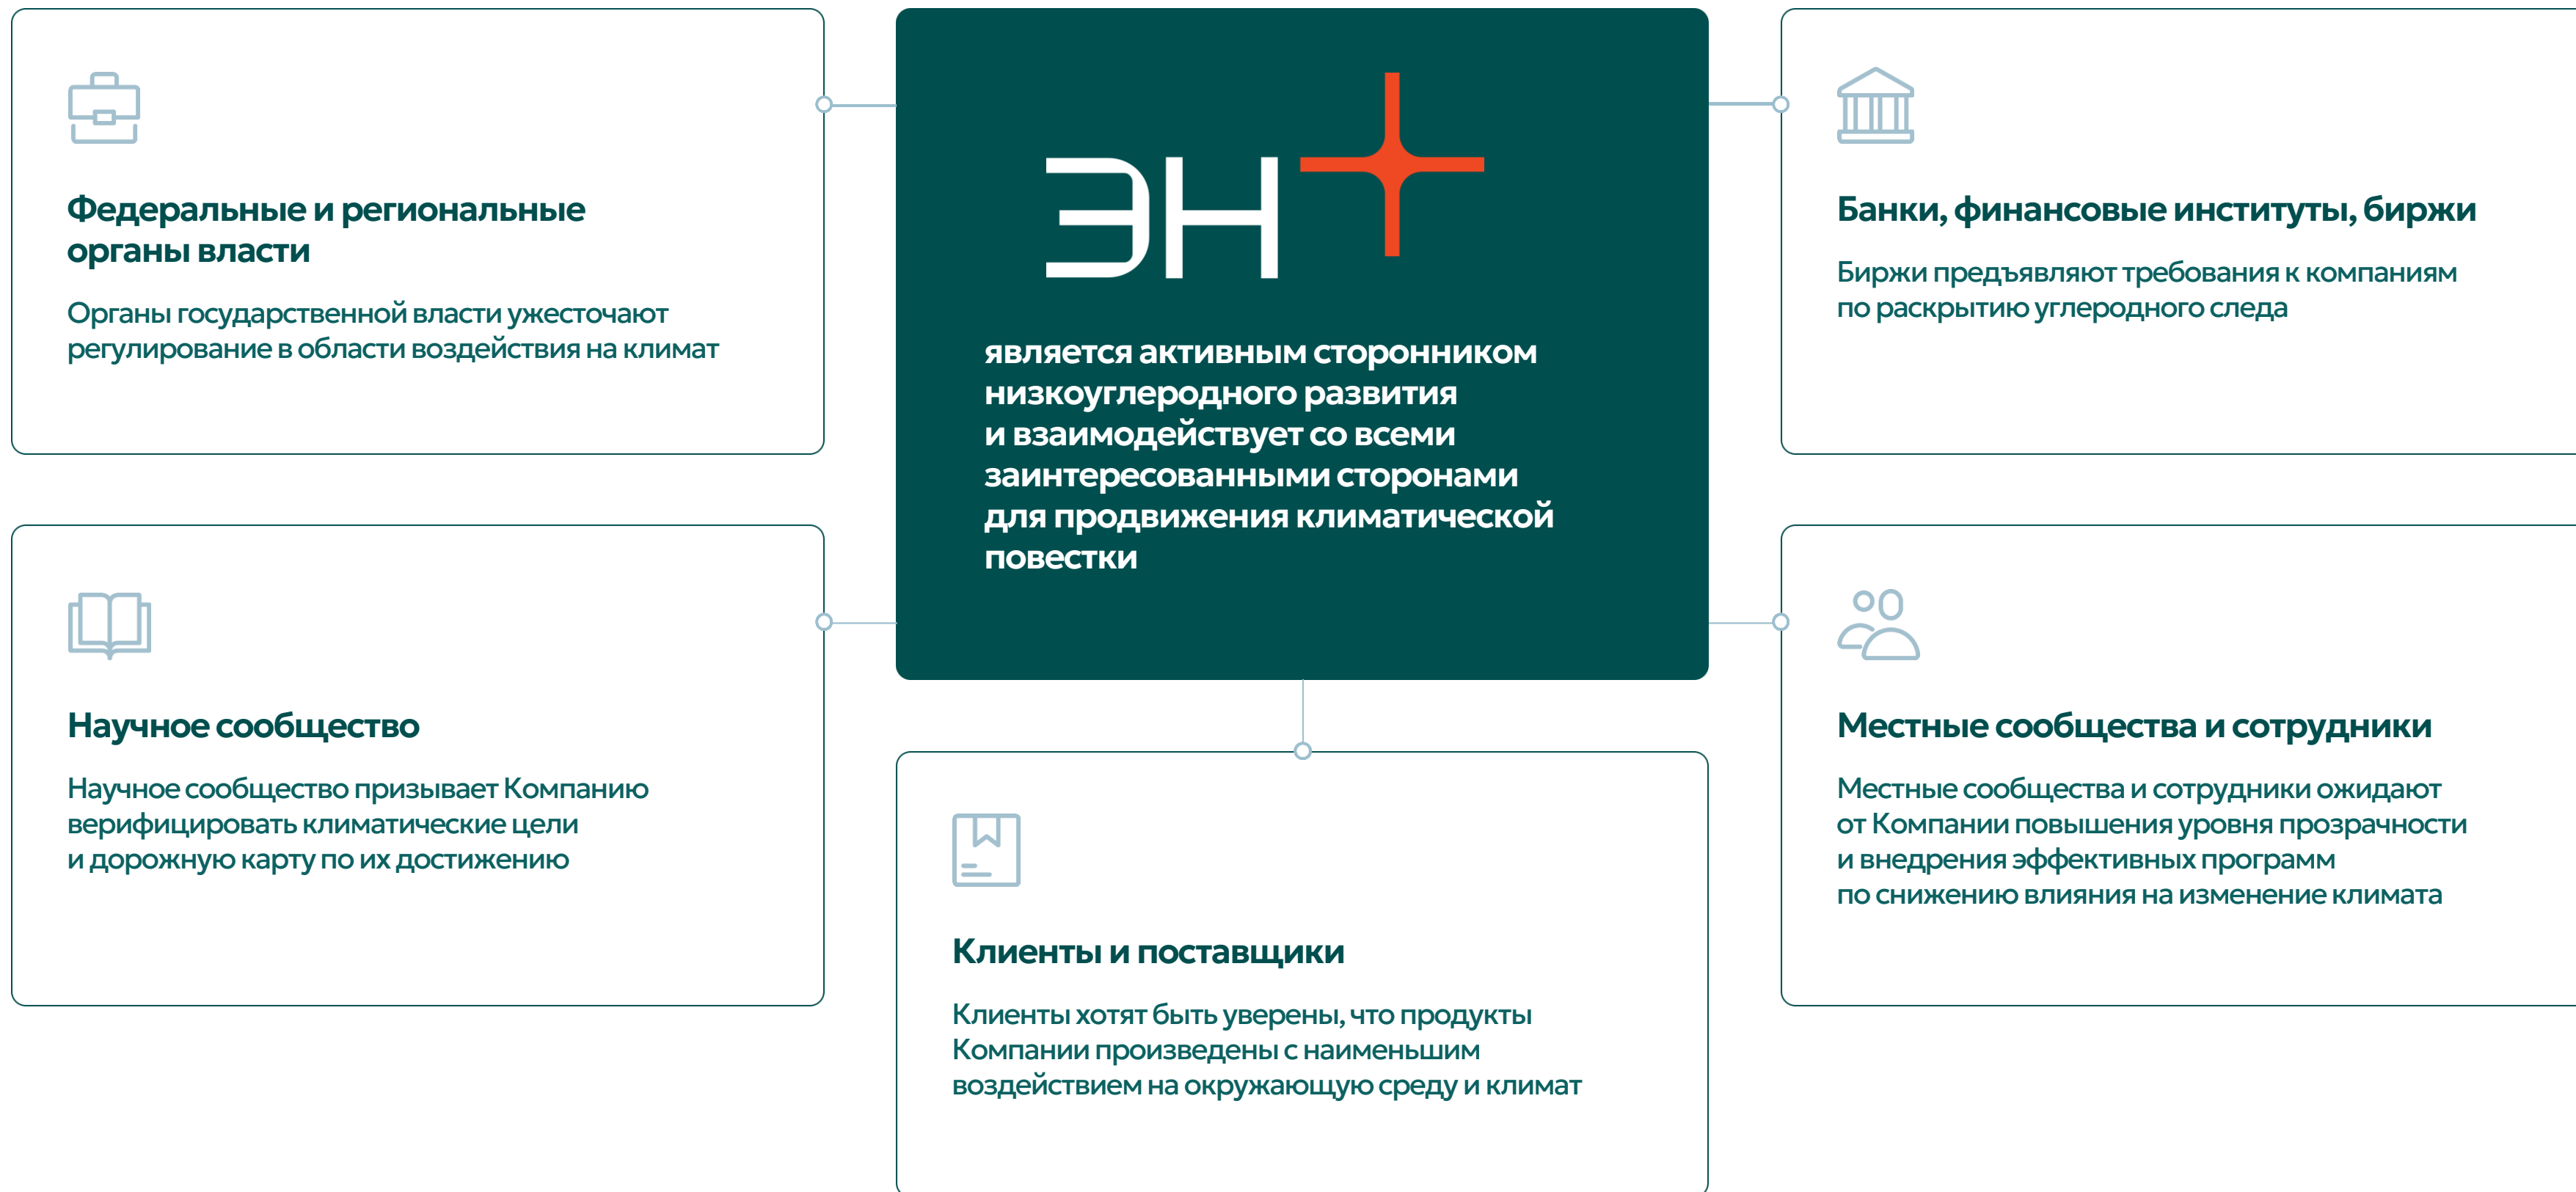 Федеральные и региональные
органы власти
Органы государственной власти ужесточают
регулирование в области воздействия на климат
ЭН+
является активным сторонником
низкоуглеродного развития
и взаимодействует со всеми
заинтересованными сторонами
для продвижения климатической
повестки
Банки, финансовые институты, биржи
Биржи предъявляют требования к компаниям
по раскрытию углеродного следа
Научное сообщество
Научное сообщество призывает Компанию
верифицировать климатические цели
и дорожную карту по их достижению
Клиенты и поставщики
Клиенты хотят быть уверены, что продукты
Компании произведены с наименьшим
воздействием на окружающую среду и климат
Местные сообщества и сотрудники
Местные сообщества и сотрудники ожидают
от Компании повышения уровня прозрачности
и внедрения эффективных программ
по снижению влияния на изменение климата